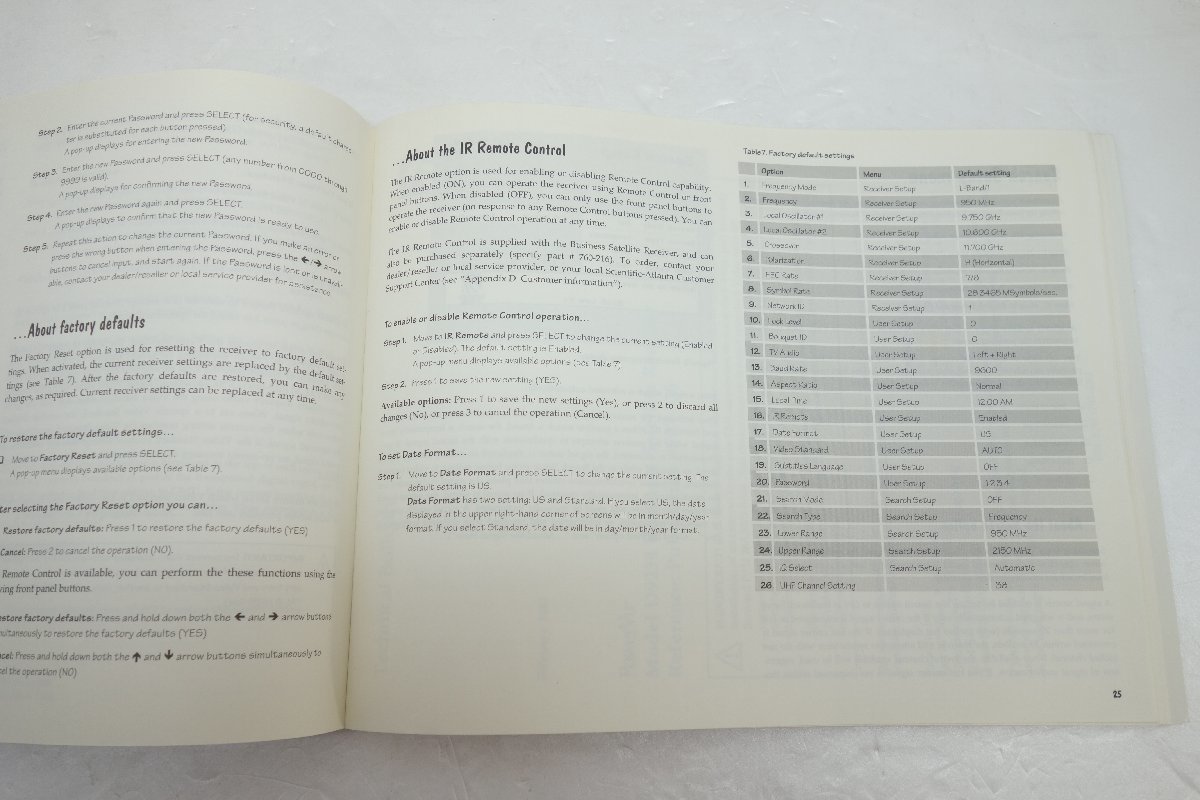 Step 2. Enter the current Password and press SELECT (for security, a default charac-
ter is substituted for each button pressed).
A pop-up displays for entering the new Password.
Step 3. Enter the new Password and press SELECT (any number from 0000 through
9999 is valid).
A pop-up displays for confirming the new Password.
Step 4. Enter the new Password again and press SELECT.
A pop-up displays to confirm that the new Password is ready to use.
Step 5. Repeat this action to change the current Password. If you make an error or
press the wrong button when entering the Password, press the ←/→ arrow
buttons to cancel input, and start again. If the Password is lost or is unavail-
able, contact your dealer/reseller or local service provider for assistance.
...About factory defaults
The Factory Reset option is used for resetting the receiver to factory default set-
tings. When activated, the current receiver settings are replaced by the default set-
tings (see Table 7). After the factory defaults are restored, you can make any
changes, as required. Current receiver settings can be replaced at any time.
To restore the factory default settings...
Move to Factory Reset and press SELECT.
A pop-up menu displays available options (see Table 7).
ter selecting the Factory Reset option you can...
Restore factory defaults: Press 1 to restore the factory defaults (YES)
Cancel: Press 2 to cancel the operation (NO).
Remote Control is available, you can perform the these functions using the
ing front panel buttons.
store factory defaults: Press and hold down both the ← and → arrow buttons
multaneously to restore the factory defaults (YES)
cel: Press and hold down both the ↑ and ↓ arrow buttons simultaneously to
el the operation (NO)
...About the IR Remote Control
The IR Remote option is used for enabling or disabling Remote Control capability.
When enabled (ON), you can operate the receiver using Remote Control or front
panel buttons. When disabled (OFF), you can only use the front panel buttons to
operate the receiver (no response to any Remote Control buttons pressed). You can
enable or disable Remote Control operation at any time.
The IR Remote Control is supplied with the Business Satellite Receiver, and can
also be purchased separately (specify part # 760-216). To order, contact your
dealer/reseller or local service provider, or your local Scientific-Atlanta Customer
Support Center (see "Appendix D Customer information").
To enable or disable Remote Control operation...
Step 1. Move to IR Remote and press SELECT to change the current setting (Enabled
or Disabled). The default setting is Enabled.
A pop-up menu displays available options (see Table 7)
Step 2. Press 1 to save the new setting (YES).
Available options: Press 1 to save the new settings (Yes), or press 2 to discard all
changes (No), or press 3 to cancel the operation (Cancel).
To set Date Format...
Step 1. Move to Date Format and press SELECT to change the current setting. The
default setting is US.
Date Format has two setting: US and Standard. If you select US, the date
displayed in the upper right-hand corner of screens will be in month/day/year
format. If you select Standard, the date will be in day/month/year format.
Table 7. Factory default settings
Option Menu Default setting
1. Frequency Mode Receiver Setup L-Band
2. Frequency Receiver Setup 950 MHz
3. Local Oscillator #1 Receiver Setup 9.750 GHz
4. Local Oscillator #2 Receiver Setup 10.600 GHz
5. Crossover Receiver Setup 11.700 GHz
6. Polarization Receiver Setup H (Horizontal)
7. FEC Rate Receiver Setup 7/8
8. Symbol Rate Receiver Setup 28.3465 MSymbols/sec.
9. Network ID Receiver Setup 1
10. Lock Level User Setup 0
11. Bouquet ID User Setup 0
12. TV Audio User Setup Left + Right
13. Baud Rate User Setup 9600
14. Aspect Ratio User Setup Normal
15. Local Time User Setup 12:00 AM
16. IR Remote User Setup Enabled
17. Date Format User Setup US
18. Video Standard User Setup AUTO
19. Subtitles Language User Setup OFF
20. Password User Setup 1234
21. Search Mode Search Setup OFF
22. Search Type Search Setup Frequency
23. Lower Range Search Setup 950 MHz
24. Upper Range Search Setup 2150 MHz
25. IQ Select Search Setup Automatic
26. UHF Channel Setting 38
25